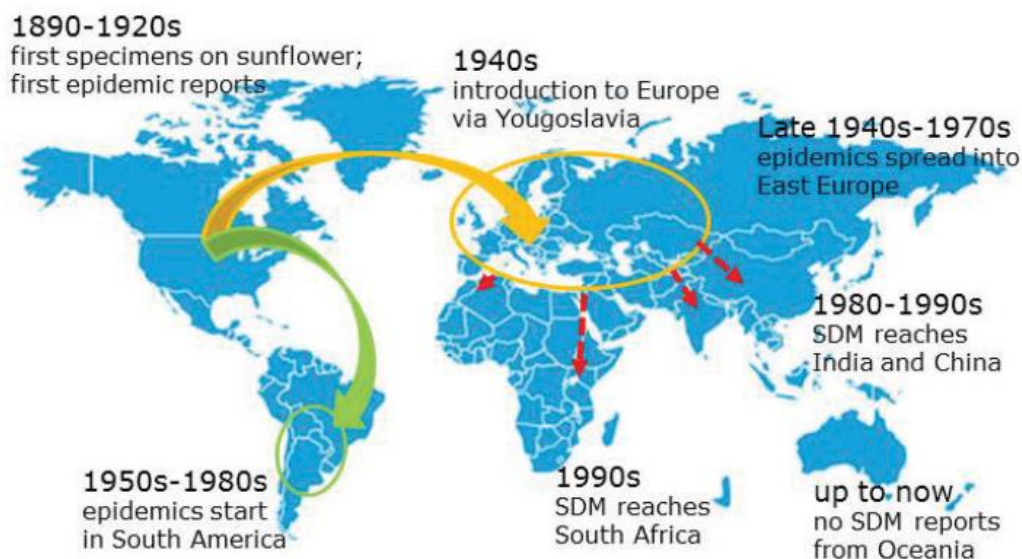 1890-1920s
first specimens on sunflower;
first epidemic reports
1940s
introduction to Europe
via Yougoslavia
Late 1940s-1970s
epidemics spread into
East Europe
1980-1990s
SDM reaches
India and China
1950s-1980s
epidemics start
in South America
1990s
SDM reaches
South Africa
up to now
no SDM reports
from Oceania